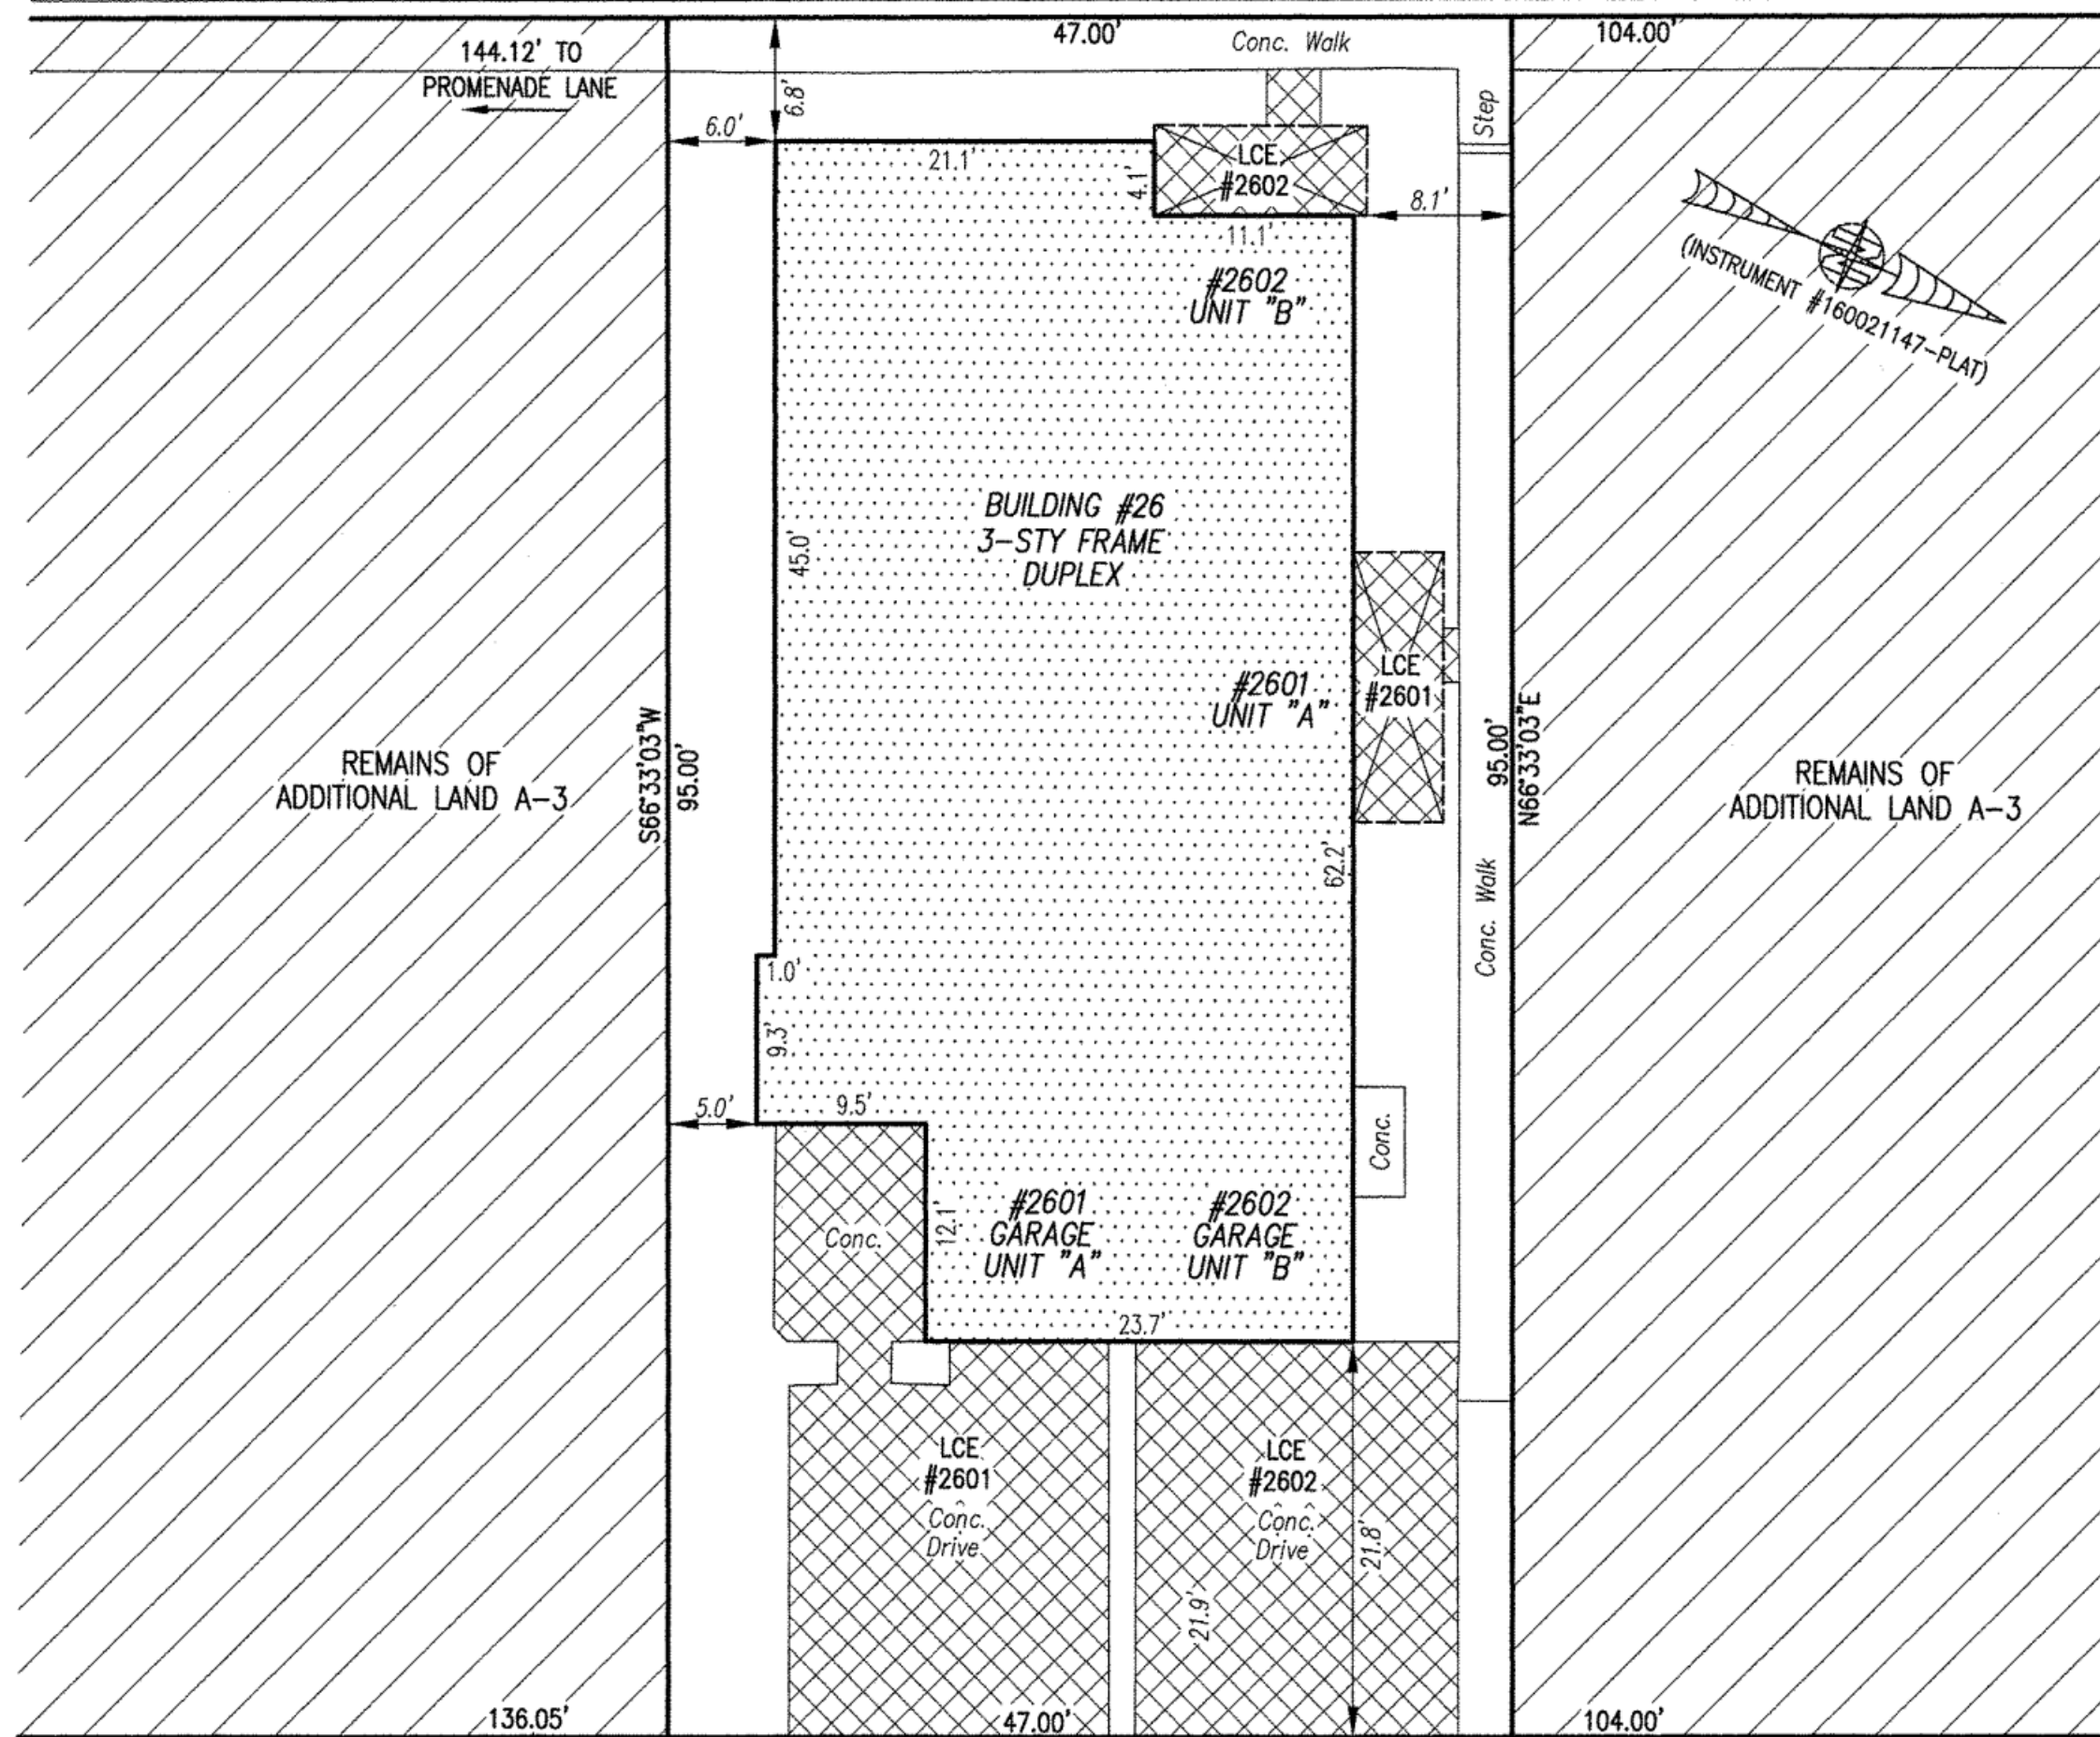 47.00'
Conc. Walk
104.00'
144.12' TO
PROMENADE LANE
6.8'
Step
6.0'
21.1'
4.1'
LCE
#2602
8.1'
11.1'
#2602
UNIT "B"
(INSTRUMENT #160021147-PLAT)
BUILDING #26
3-STY FRAME
DUPLEX
45.0'
#2601
UNIT "A"
LCE
#2601
S66°33'03"W
95.00'
95.00'
N66°33'03"E
REMAINS OF
ADDITIONAL LAND A-3
REMAINS OF
ADDITIONAL LAND A-3
62.2'
Conc. Walk
1.0'
9.3'
5.0'
9.5'
Conc.
12.1'
Conc.
#2601
GARAGE
UNIT "A"
#2602
GARAGE
UNIT "B"
23.7'
LCE
#2601
Conc.
Drive
LCE
#2602
Conc.
Drive
21.8'
21.9'
136.05'
47.00'
104.00'